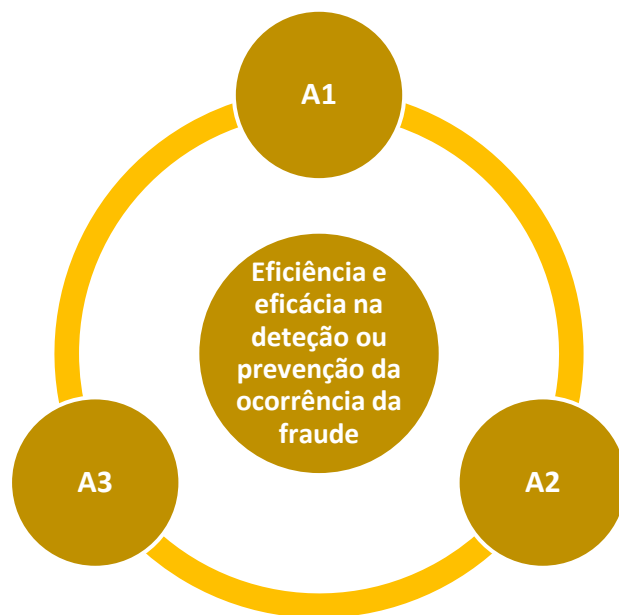 A1
Eficiência e
eficácia na
deteção ou
prevenção da
ocorrência da
fraude
A3
A2